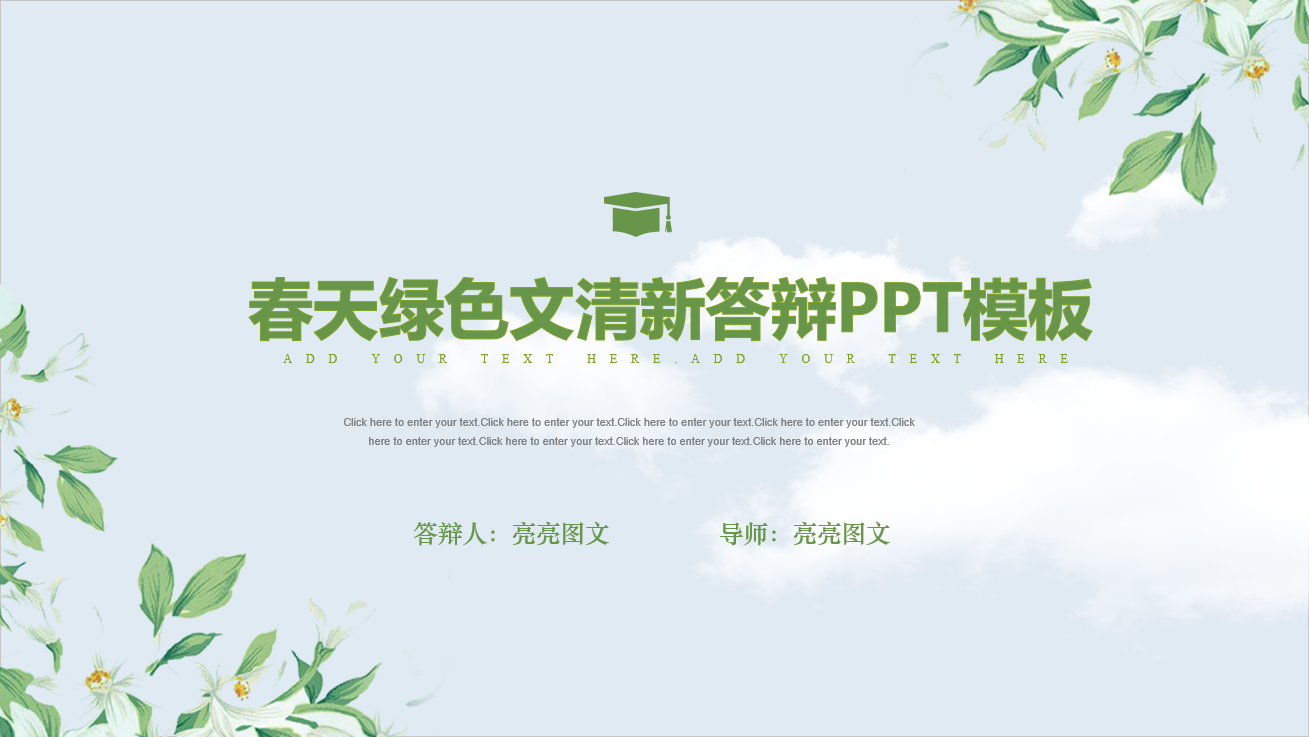 春天绿色文清新答辩PPT模板
ADD YOUR TEXT HERE.ADD YOUR TEXT HERE
Click here to enter your text.Click here to enter your text.Click here to enter your text.Click here to enter your text.Click
here to enter your text.Click here to enter your text.Click here to enter your text.Click here to enter your text.
答辩人：亮亮图文 导师：亮亮图文